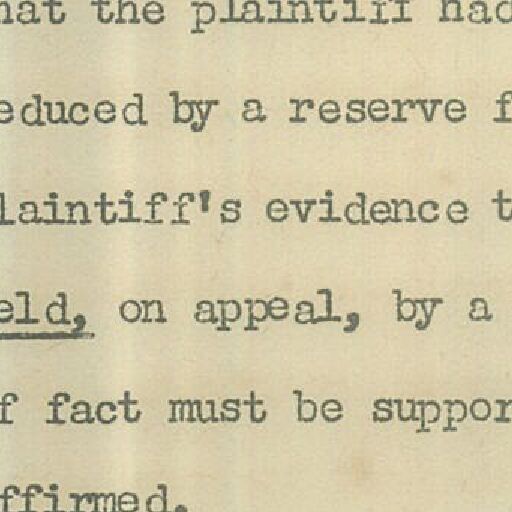 hat the plaintiff had
educed by a reserve f
laintiff's evidence t
eld, on appeal, by a
f fact must be suppor
ffirmed.